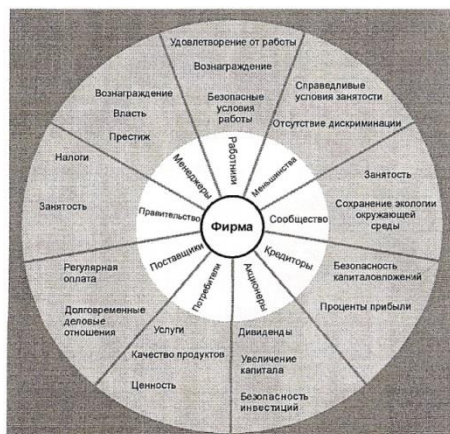 Удовлетворение от работы
Вознаграждение
Безопасные
условия
работы
Справедливые
условия занятости
Отсутствие дискриминации
Занятость
Сохранение экологии
окружающей
среды
Безопасность
капиталовложений
Проценты прибыли
Дивиденды
Увеличение
капитала
Безопасность
инвестиций
Услуги
Качество продуктов
Ценность
Регулярная
оплата
Долговременные
деловые
отношения
Налоги
Занятость
Вознаграждение
Власть
Престиж
Работники
Меньшинства
Сообщество
Кредиторы
Акционеры
Потребители
Поставщики
Правительство
Менеджеры
Фирма